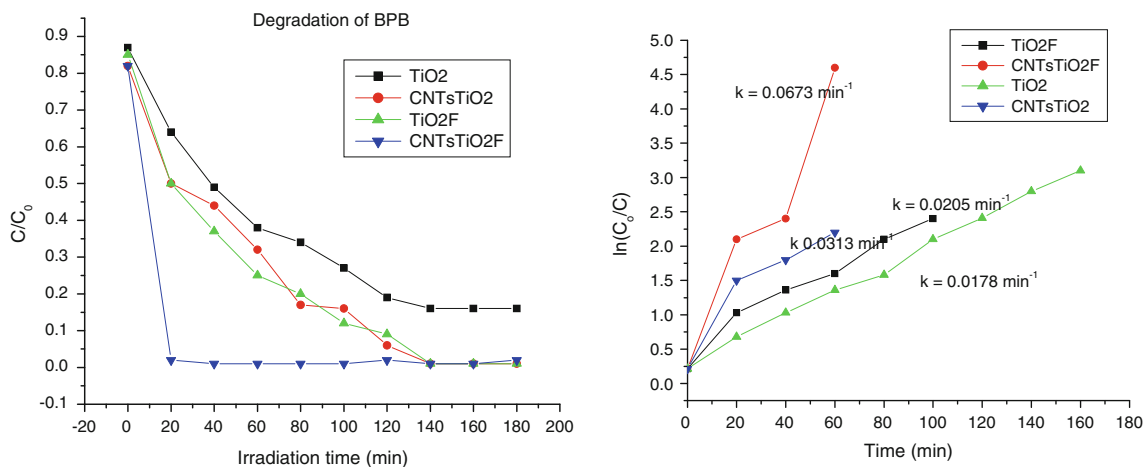 Degradation of BPB
0.9
0.8
0.7
0.6
0.5
0.4
0.3
0.2
0.1
0.0
-0.1
C/C₀
TiO2
CNTsTiO2
TiO2F
CNTsTiO2F
-20 0 20 40 60 80 100 120 140 160 180 200
Irradiation time (min)
5.0
4.5
4.0
3.5
3.0
2.5
2.0
1.5
1.0
0.5
0.0
ln(C₀/C)
TiO2F
CNTsTiO2F
TiO2
CNTsTiO2
k = 0.0673 min⁻¹
k = 0.0205 min⁻¹
k 0.0313 min⁻¹
k = 0.0178 min⁻¹
0 20 40 60 80 100 120 140 160 180
Time (min)